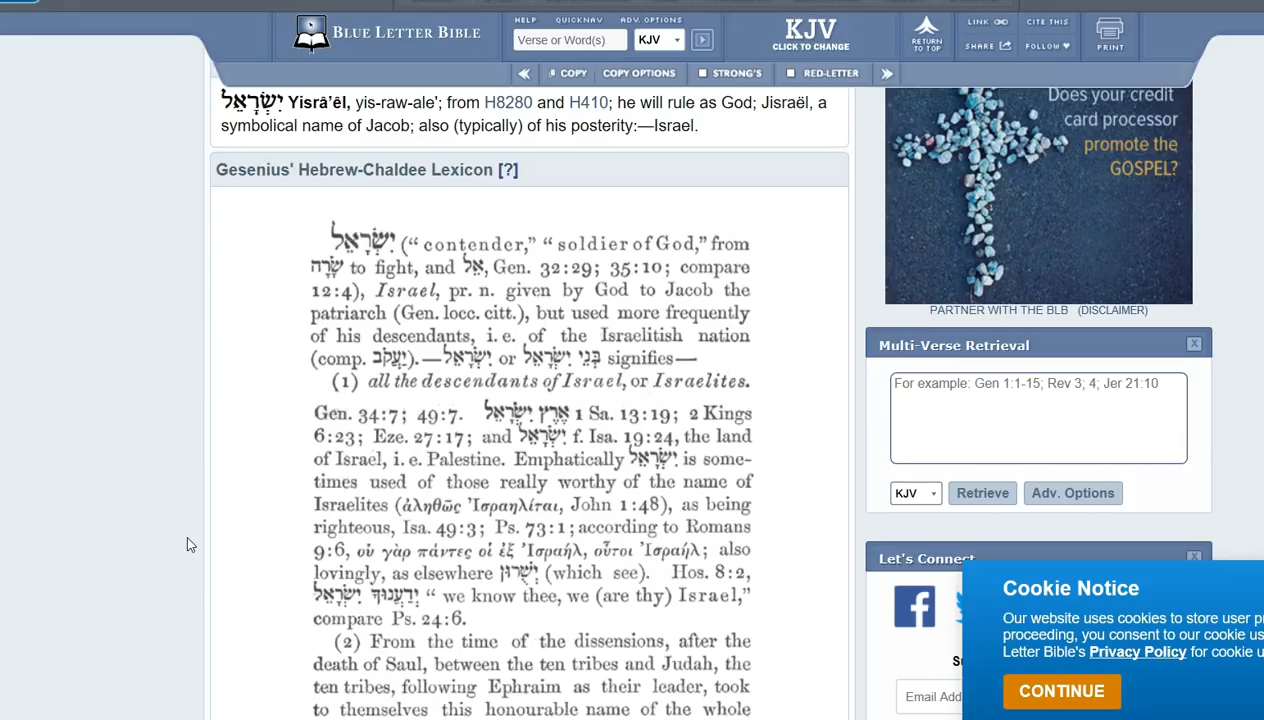 BLUE LETTER BIBLE
HELP QUICKNAV ADV. OPTIONS
Verse or Word(s) KJV
KJV
CLICK TO CHANGE
RETURN
TO TOP
LINK CITE THIS
SHARE FOLLOW
PRINT
COPY COPY OPTIONS STRONG'S RED-LETTER
יִשְׂרָאֵל Yisrâʼêl, yis-raw-ale'; from H8280 and H410; he will rule as God; Jisraël, a
symbolical name of Jacob; also (typically) of his posterity:—Israel.
Gesenius' Hebrew-Chaldee Lexicon [?]
יִשְׂרָאֵל (“contender,” “soldier of God,” from
שָׂרָה to fight, and אֵל, Gen. 32:29; 35:10; compare
12:4), Israel, pr. n. given by God to Jacob the
patriarch (Gen. locc. citt.), but used more frequently
of his descendants, i. e. of the Israelitish nation
(comp. יַעֲקֹב).—יִשְׂרָאֵל or בְּנֵי יִשְׂרָאֵל signifies—
(1) all the descendants of Israel, or Israelites.
Gen. 34:7; 49:7. אֶרֶץ יִשְׂרָאֵל 1 Sa. 13:19; 2 Kings
6:23; Eze. 27:17; and יִשְׂרָאֵל f. Isa. 19:24, the land
of Israel, i. e. Palestine. Emphatically יִשְׂרָאֵל is some-
times used of those really worthy of the name of
Israelites (ἀληθῶς Ἰσραηλῖται, John 1:48), as being
righteous, Isa. 49:3; Ps. 73:1; according to Romans
9:6, οὐ γὰρ πάντες οἱ ἐξ Ἰσραήλ, οὗτοι Ἰσραήλ; also
lovingly, as elsewhere יְשֻׁרוּן (which see). Hos. 8:2,
יְדַעֲנוּךָ יִשְׂרָאֵל “we know thee, we (are thy) Israel,”
compare Ps. 24:6.
(2) From the time of the dissensions, after the
death of Saul, between the ten tribes and Judah, the
ten tribes, following Ephraim as their leader, took
to themselves this honourable name of the whole
Does your credit
card processor
promote the
GOSPEL?
PARTNER WITH THE BLB (DISCLAIMER)
Multi-Verse Retrieval X
For example: Gen 1:1-15; Rev 3; 4; Jer 21:10
KJV Retrieve Adv. Options
Let's Connect X
Email Add
Cookie Notice
Our website uses cookies to store user
proceeding, you consent to our cookie
Letter Bible's Privacy Policy for cookie
CONTINUE